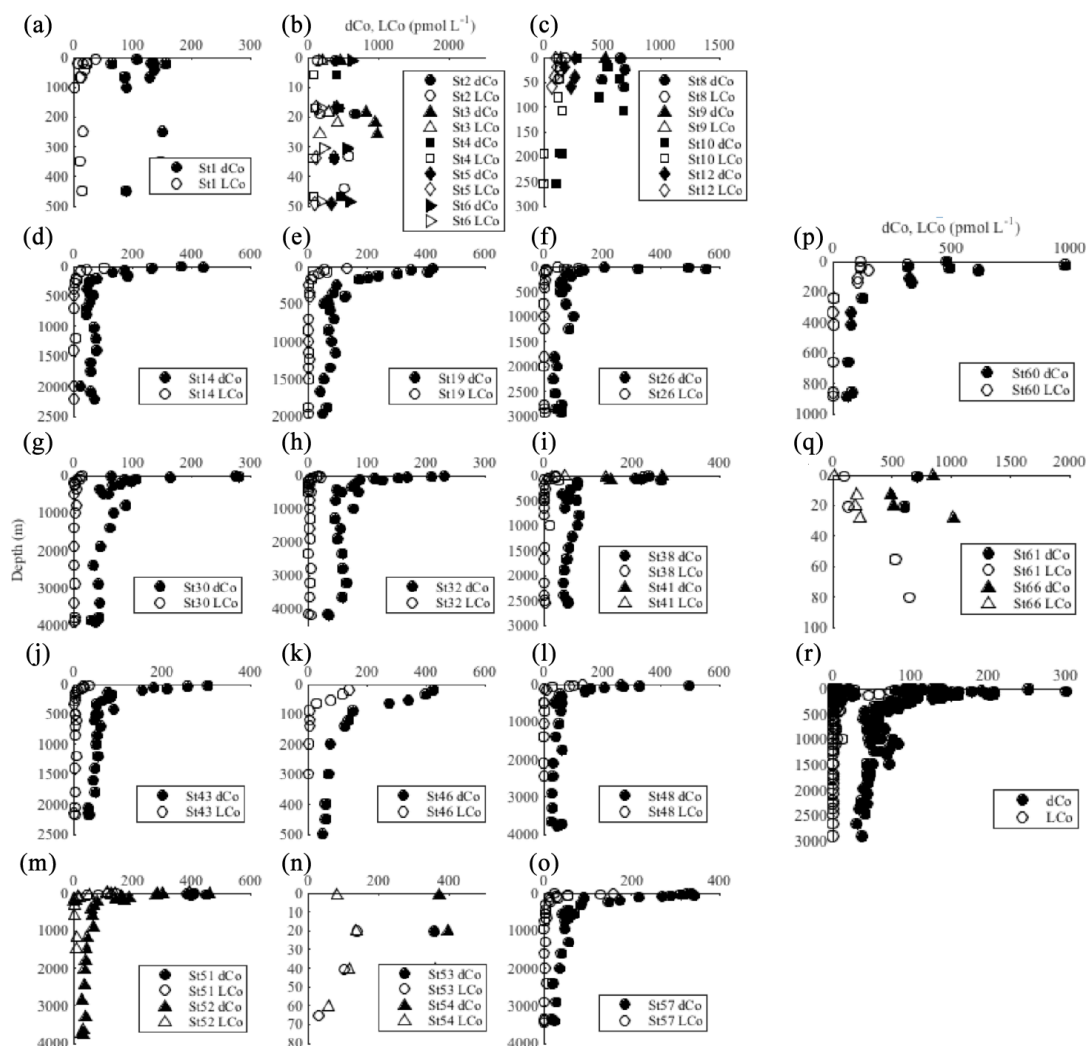 (a)
0 100 200 300
0
100
200
300
400
500
St1 dCo
St1 LCo
(b)
dCo, LCo (pmol L-1)
0 1000 2000
0
10
20
30
40
50
St2 dCo
St2 LCo
St3 dCo
St3 LCo
St4 dCo
St4 LCo
St5 dCo
St5 LCo
St6 dCo
St6 LCo
(c)
0 500 1000 1500
0
50
100
150
200
250
300
St8 dCo
St8 LCo
St9 dCo
St9 LCo
St10 dCo
St10 LCo
St12 dCo
St12 LCo
(d)
0 200 400 600
0
500
1000
1500
2000
2500
St14 dCo
St14 LCo
(e)
0 200 400 600
0
500
1000
1500
2000
St19 dCo
St19 LCo
(f)
0 200 400 600
0
500
1000
1500
2000
2500
3000
St26 dCo
St26 LCo
(p)
dCo, LCo (pmol L-1)
0 500 1000
0
200
400
600
800
1000
St60 dCo
St60 LCo
(g)
0 100 200 300
0
1000
2000
3000
4000
Depth (m)
St30 dCo
St30 LCo
(h)
0 100 200 300
0
1000
2000
3000
4000
St32 dCo
St32 LCo
(i)
0 200 400
0
500
1000
1500
2000
2500
3000
St38 dCo
St38 LCo
St41 dCo
St41 LCo
(q)
0 500 1000 1500 2000
0
20
40
60
80
100
St61 dCo
St61 LCo
St66 dCo
St66 LCo
(j)
0 200 400
0
500
1000
1500
2000
2500
St43 dCo
St43 LCo
(k)
0 200 400 600
0
100
200
300
400
500
St46 dCo
St46 LCo
(l)
0 200 400 600
0
1000
2000
3000
4000
St48 dCo
St48 LCo
(r)
0 100 200 300
0
500
1000
1500
2000
2500
3000
dCo
LCo
(m)
0 200 400 600
0
1000
2000
3000
4000
St51 dCo
St51 LCo
St52 dCo
St52 LCo
(n)
0 200 400
0
10
20
30
40
50
60
70
80
St53 dCo
St53 LCo
St54 dCo
St54 LCo
(o)
0 200 400
0
1000
2000
3000
4000
St57 dCo
St57 LCo